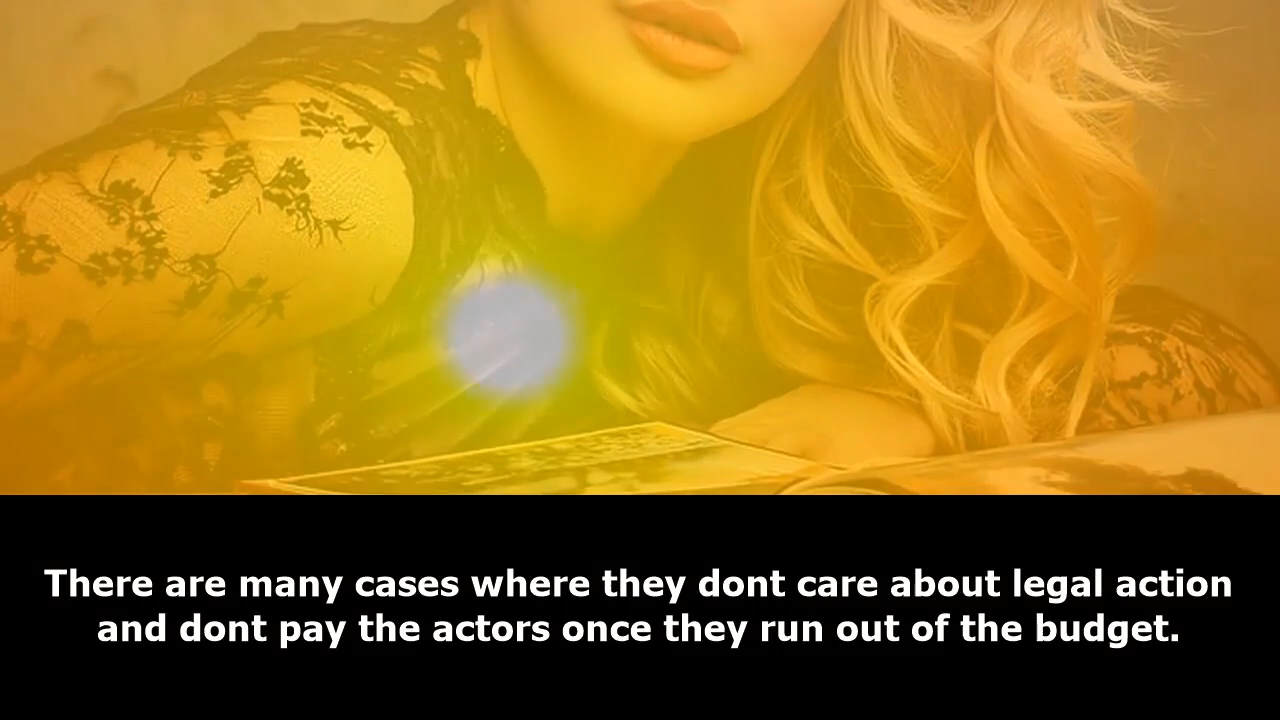 There are many cases where they dont care about legal action
and dont pay the actors once they run out of the budget.